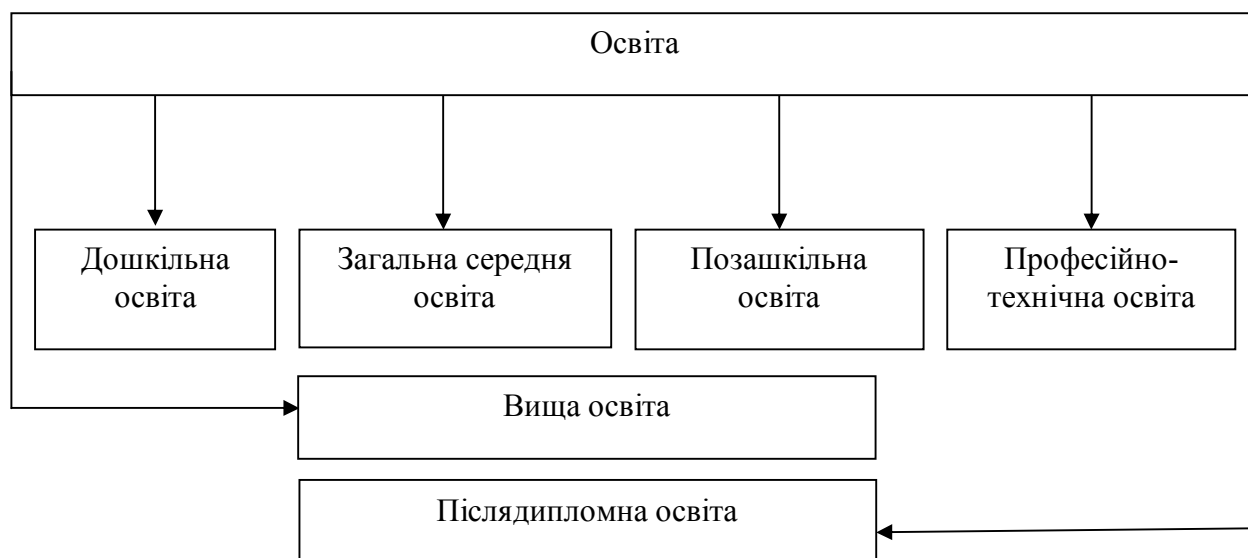 Освіта
Дошкільна
освіта
Загальна середня
освіта
Позашкільна
освіта
Професійно-
технічна освіта
Вища освіта
Післядипломна освіта